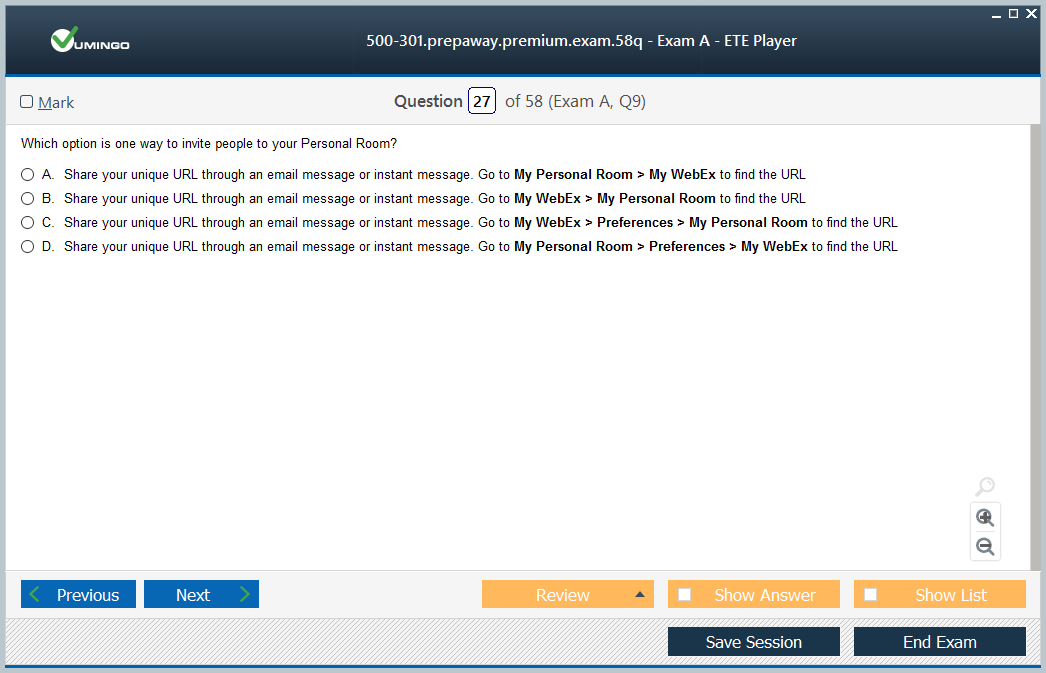 VUMINGO
500-301.prepaway.premium.exam.58q - Exam A - ETE Player
Mark
Question 27 of 58 (Exam A, Q9)
Which option is one way to invite people to your Personal Room?
A. Share your unique URL through an email message or instant message. Go to My Personal Room > My WebEx to find the URL
B. Share your unique URL through an email message or instant message. Go to My WebEx > My Personal Room to find the URL
C. Share your unique URL through an email message or instant message. Go to My WebEx > Preferences > My Personal Room to find the URL
D. Share your unique URL through an email message or instant message. Go to My Personal Room > Preferences > My WebEx to find the URL
Previous Next Review Show Answer Show List
Save Session End Exam